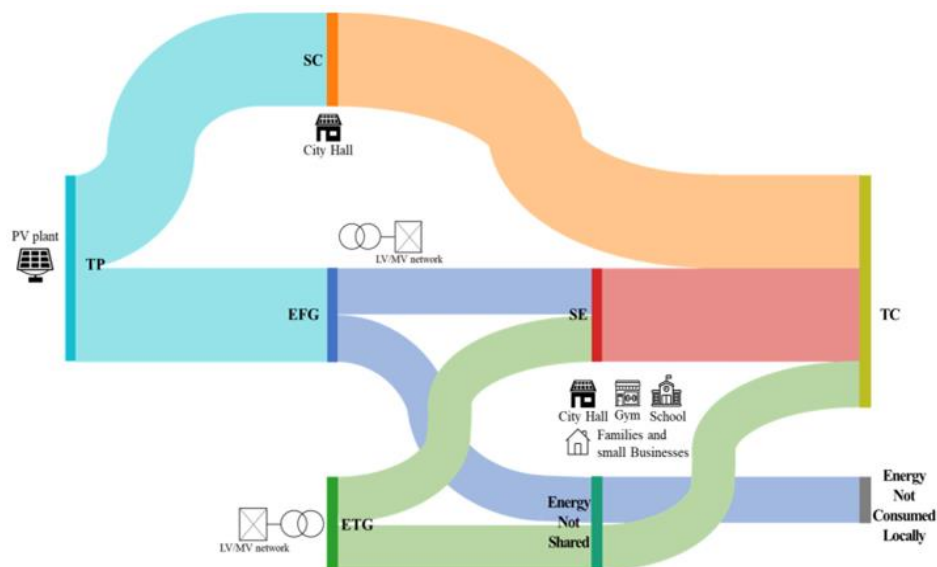 SC
City Hall
PV plant
TP
LV/MV network
EFG
SE
TC
City Hall
Gym
School
Families and
small Businesses
LV/MV network
ETG
Energy
Not
Shared
Energy
Not
Consumed
Locally